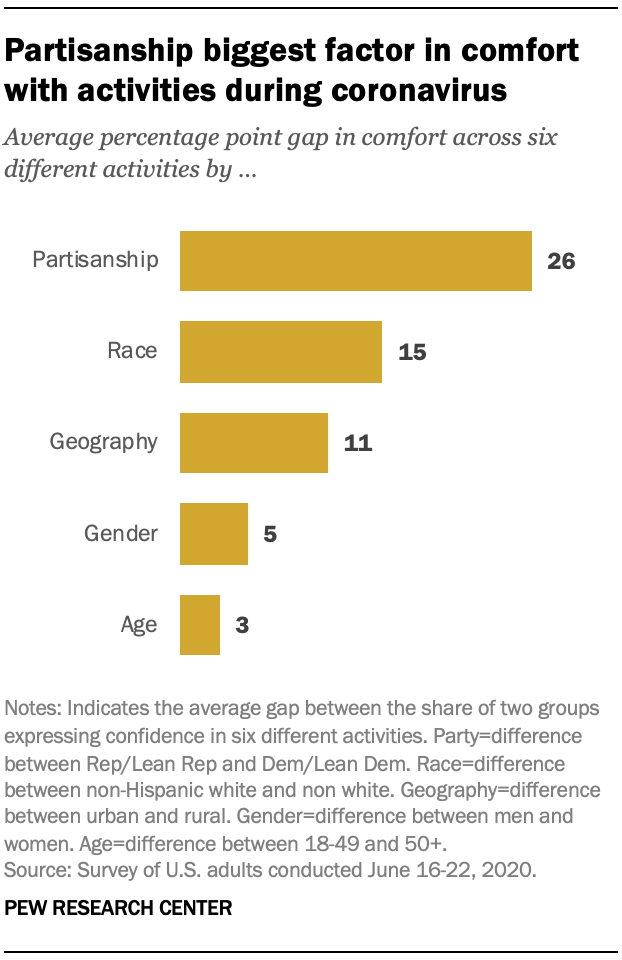 Partisanship biggest factor in comfort
with activities during coronavirus
Average percentage point gap in comfort across six
different activities by ...
Partisanship 26
Race 15
Geography 11
Gender 5
Age 3
Notes: Indicates the average gap between the share of two groups
expressing confidence in six different activities. Party=difference
between Rep/Lean Rep and Dem/Lean Dem. Race=difference
between non-Hispanic white and non white. Geography=difference
between urban and rural. Gender=difference between men and
women. Age=difference between 18-49 and 50+.
Source: Survey of U.S. adults conducted June 16-22, 2020.
PEW RESEARCH CENTER